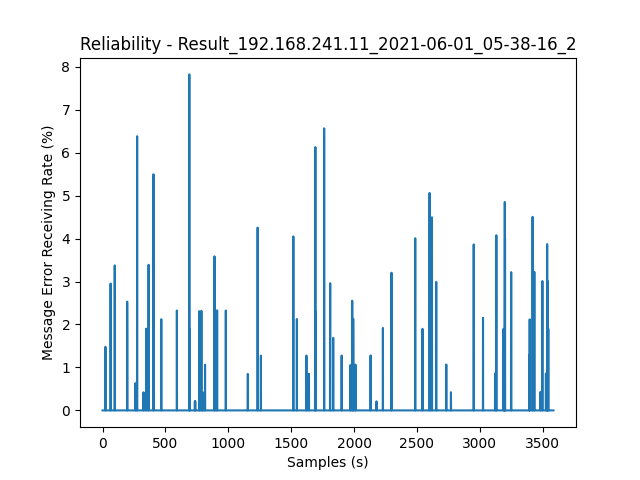 Reliability - Result_192.168.241.11_2021-06-01_05-38-16_2
8
7
6
5
4
3
2
1
0
Message Error Receiving Rate (%)
0 500 1000 1500 2000 2500 3000 3500
Samples (s)